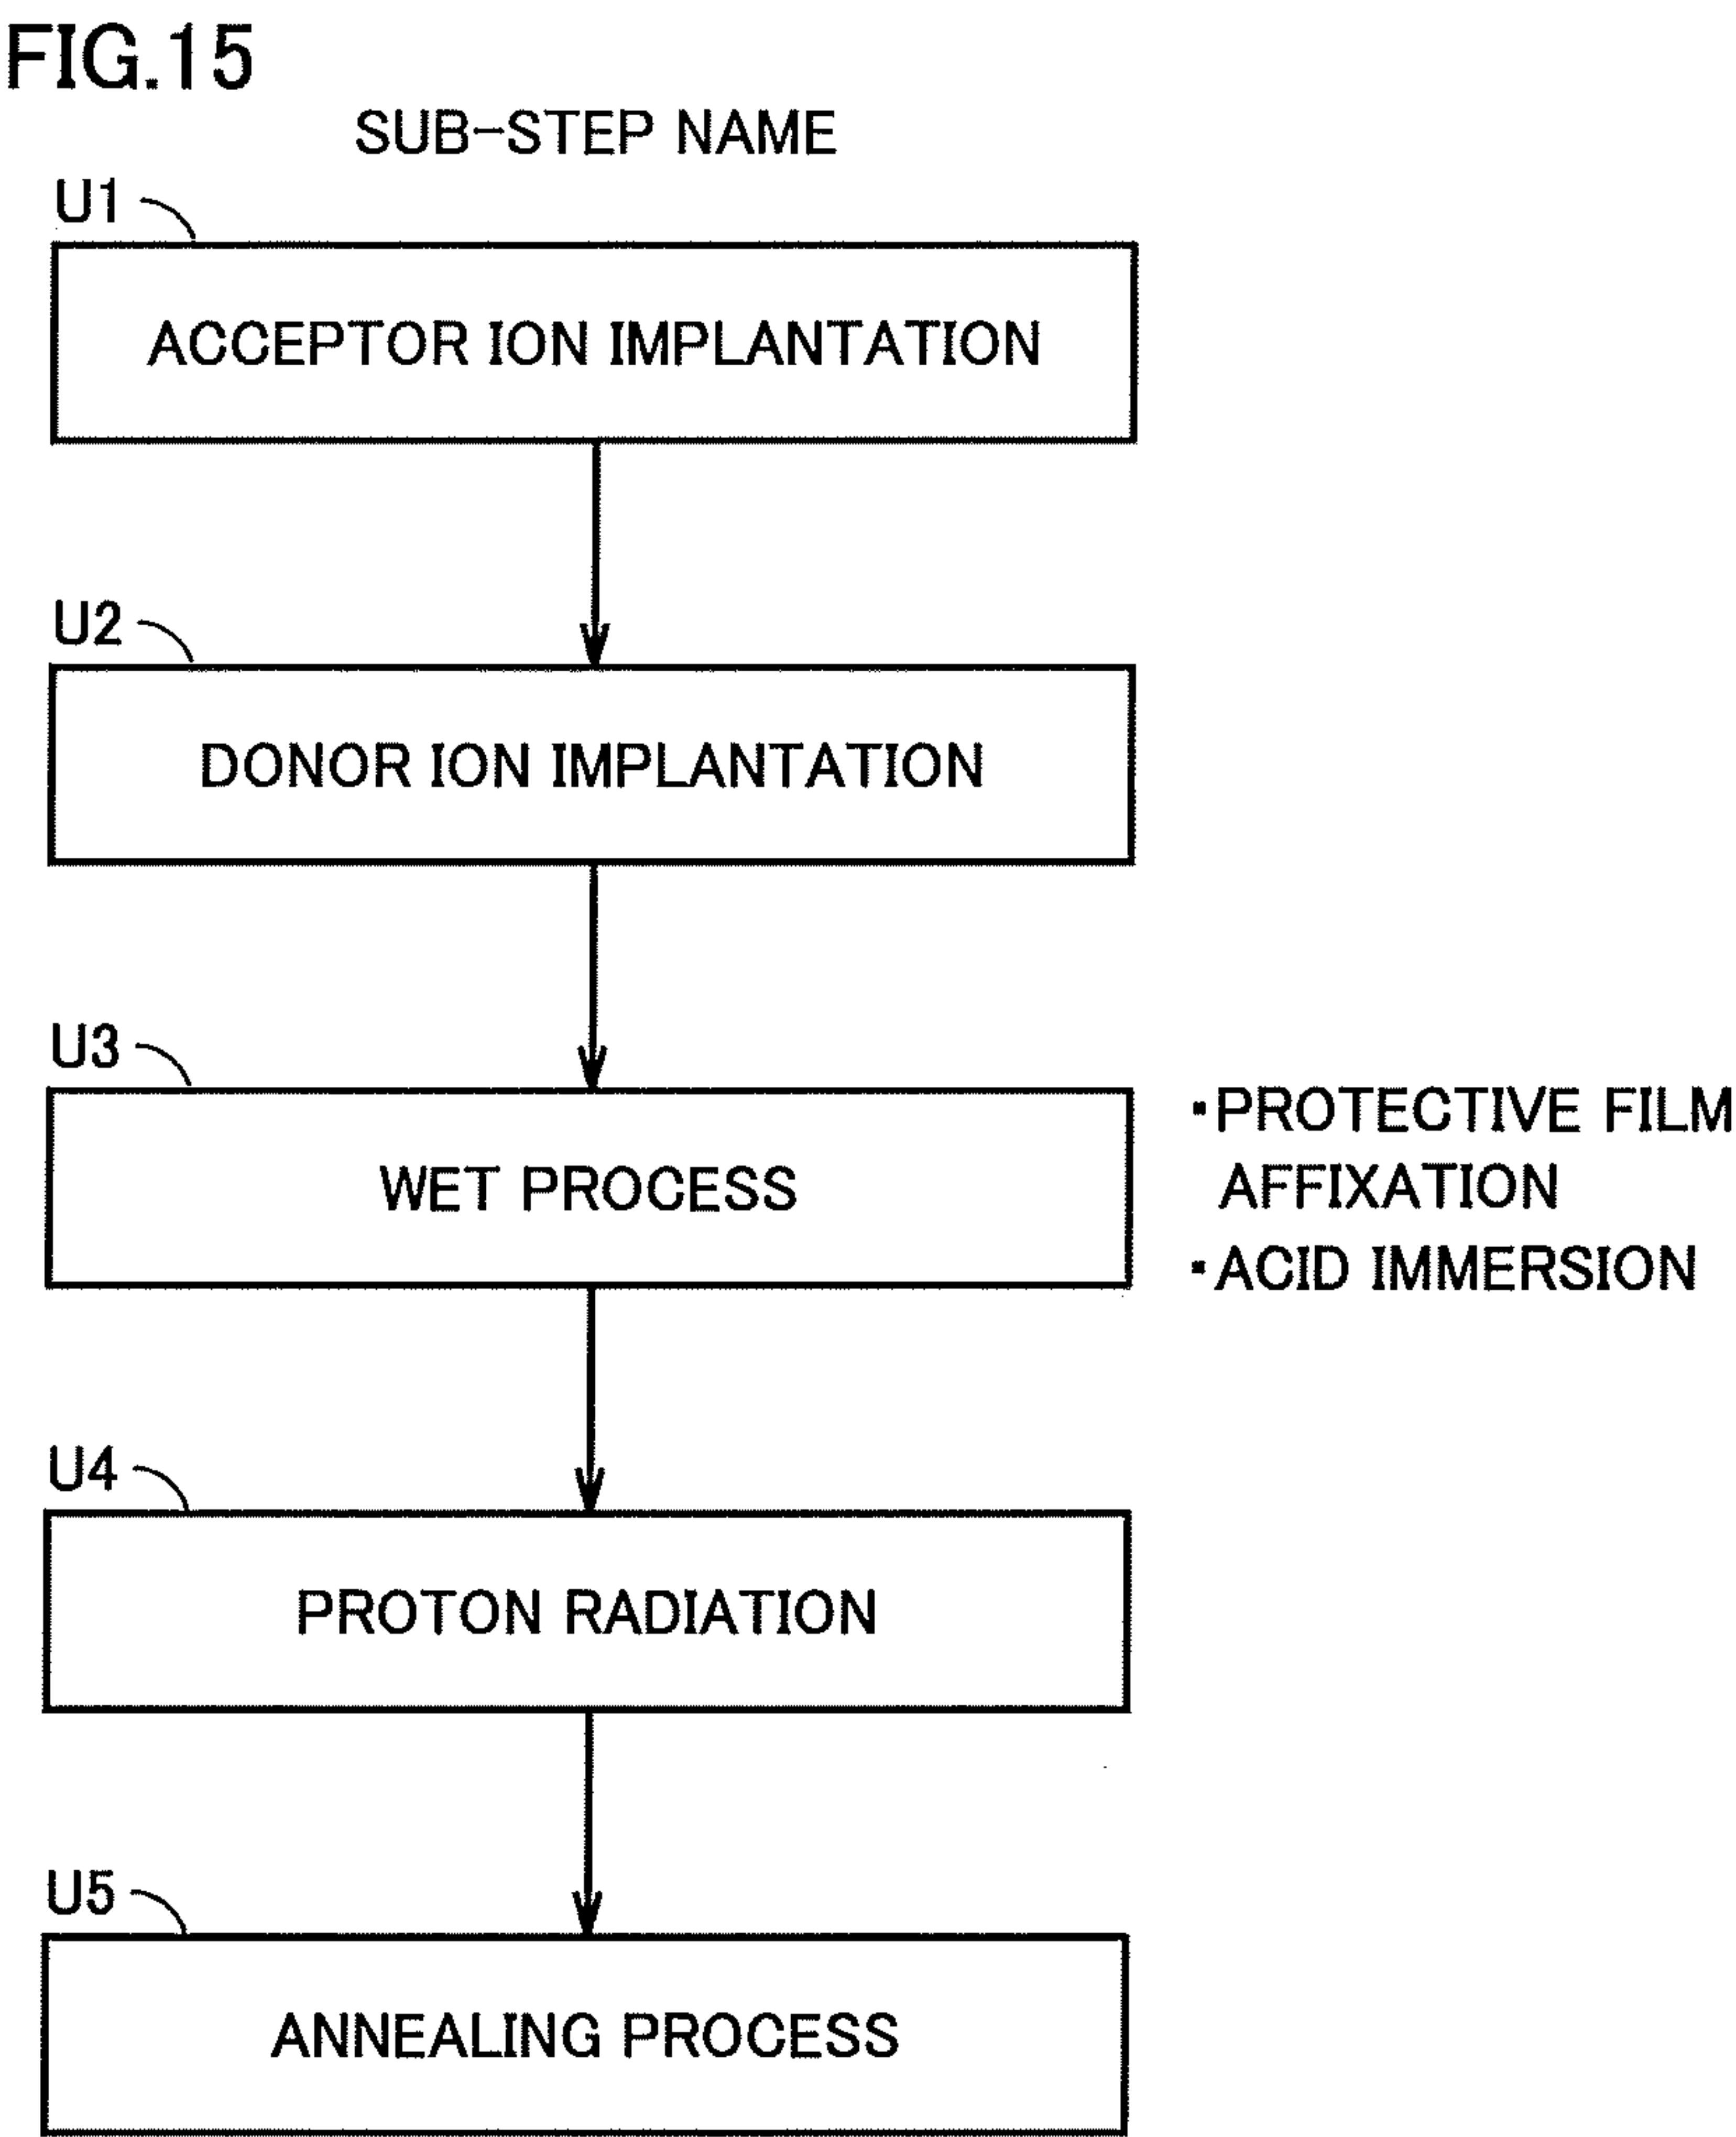 FIG.15
SUB-STEP NAME
U1
ACCEPTOR ION IMPLANTATION
U2
DONOR ION IMPLANTATION
U3
WET PROCESS
・PROTECTIVE FILM
AFFIXATION
・ACID IMMERSION
U4
PROTON RADIATION
U5
ANNEALING PROCESS